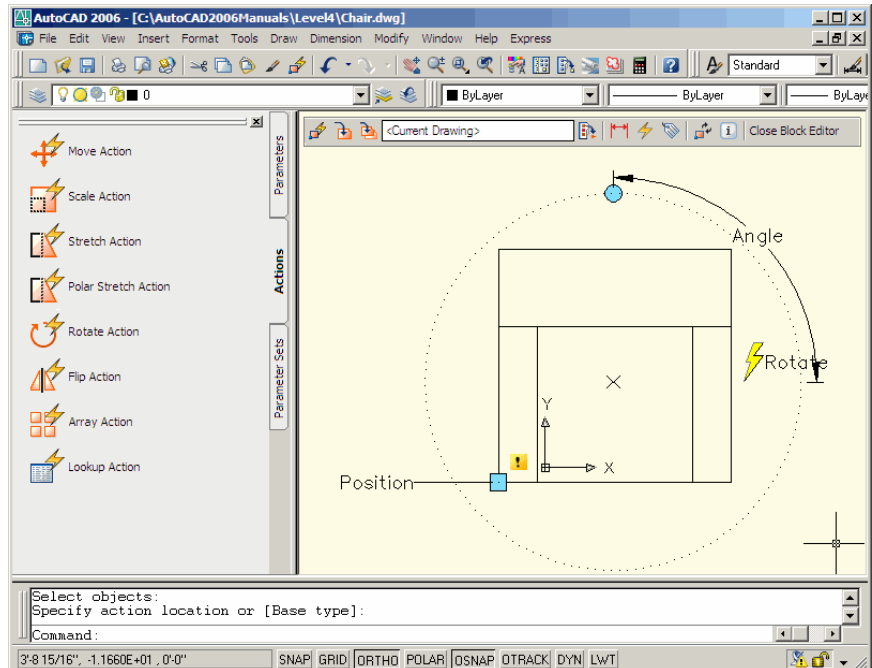 AutoCAD 2006 - [C:\AutoCAD2006Manuals\Level4\Chair.dwg]
File Edit View Insert Format Tools Draw Dimension Modify Window Help Express
Standard
0 ByLayer ByLayer ByLaye
<Current Drawing> Close Block Editor
Parameters
Actions
Parameter Sets
Move Action
Scale Action
Stretch Action
Polar Stretch Action
Rotate Action
Flip Action
Array Action
Lookup Action
Angle
Rotate
Y
X
Position
Select objects:
Specify action location or [Base type]:
Command:
3'-8 15/16", -1.1660E+01 , 0'-0" SNAP GRID ORTHO POLAR OSNAP OTRACK DYN LWT